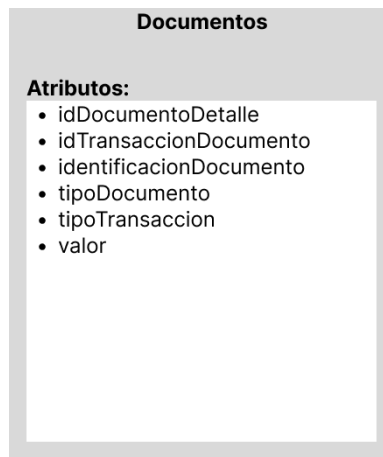 Documentos
Atributos:
• idDocumentoDetalle
• idTransaccionDocumento
• identificacionDocumento
• tipoDocumento
• tipoTransaccion
• valor